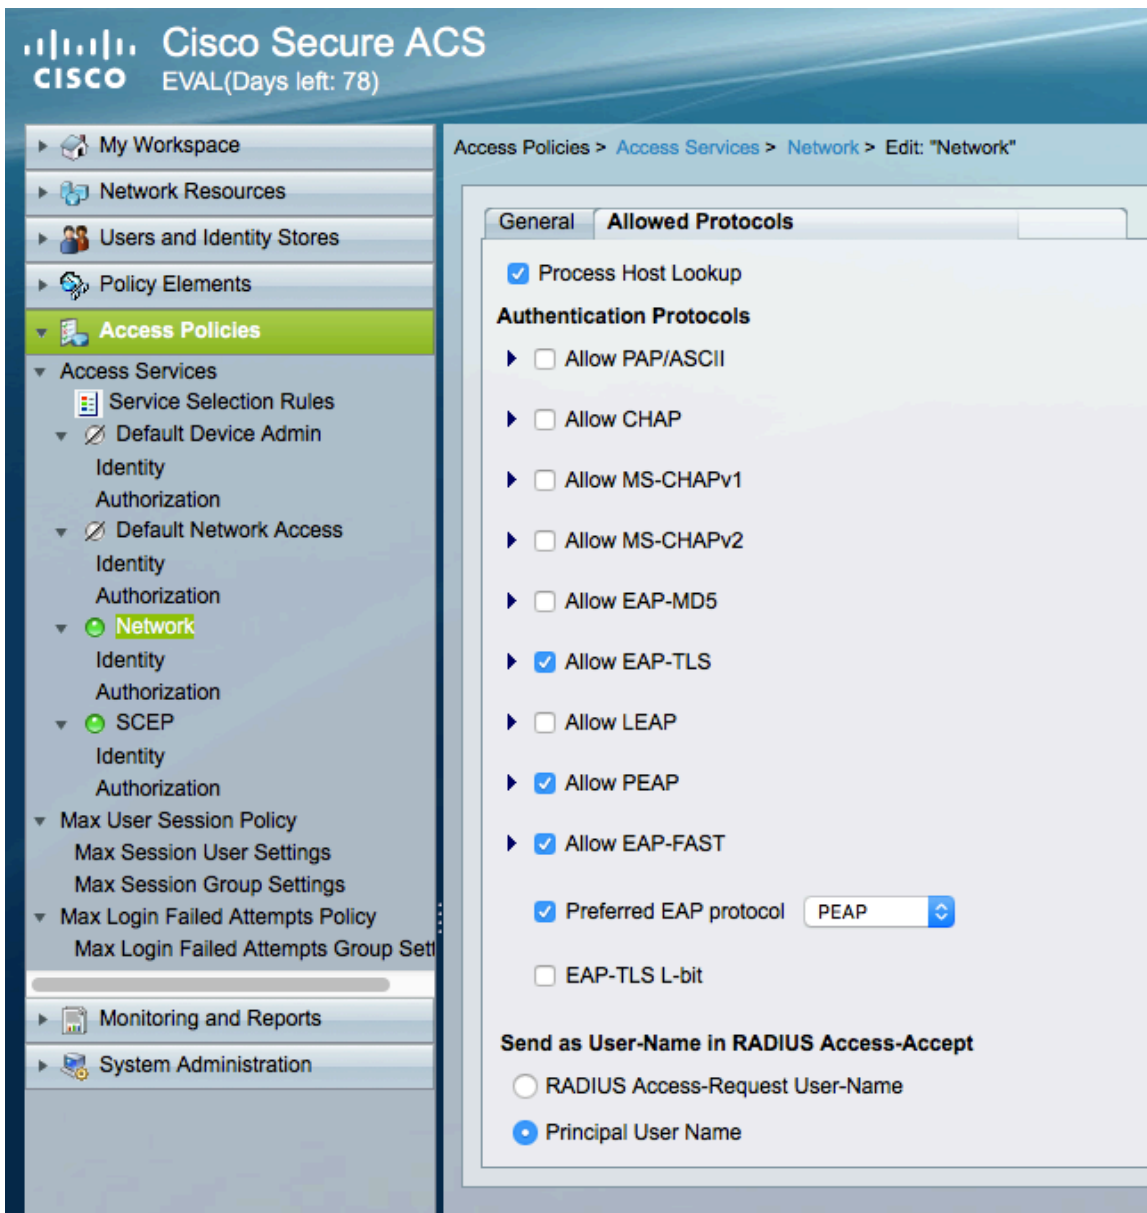 CISCO
Cisco Secure ACS
EVAL(Days left: 78)
My Workspace
Network Resources
Users and Identity Stores
Policy Elements
Access Policies
Access Services
Service Selection Rules
Default Device Admin
Identity
Authorization
Default Network Access
Identity
Authorization
Network
Identity
Authorization
SCEP
Identity
Authorization
Max User Session Policy
Max Session User Settings
Max Session Group Settings
Max Login Failed Attempts Policy
Max Login Failed Attempts Group Sett
Monitoring and Reports
System Administration
Access Policies > Access Services > Network > Edit: "Network"
General Allowed Protocols
Process Host Lookup
Authentication Protocols
Allow PAP/ASCII
Allow CHAP
Allow MS-CHAPv1
Allow MS-CHAPv2
Allow EAP-MD5
Allow EAP-TLS
Allow LEAP
Allow PEAP
Allow EAP-FAST
Preferred EAP protocol PEAP
EAP-TLS L-bit
Send as User-Name in RADIUS Access-Accept
RADIUS Access-Request User-Name
Principal User Name